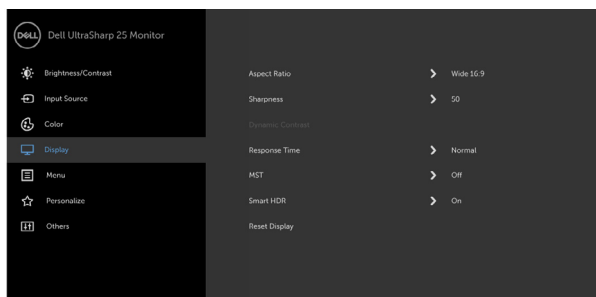 DELL Dell UltraSharp 25 Monitor
Brightness/Contrast
Input Source
Color
Display
Menu
Personalize
Others
Aspect Ratio Wide 16:9
Sharpness 50
Dynamic Contrast
Response Time Normal
MST Off
Smart HDR On
Reset Display